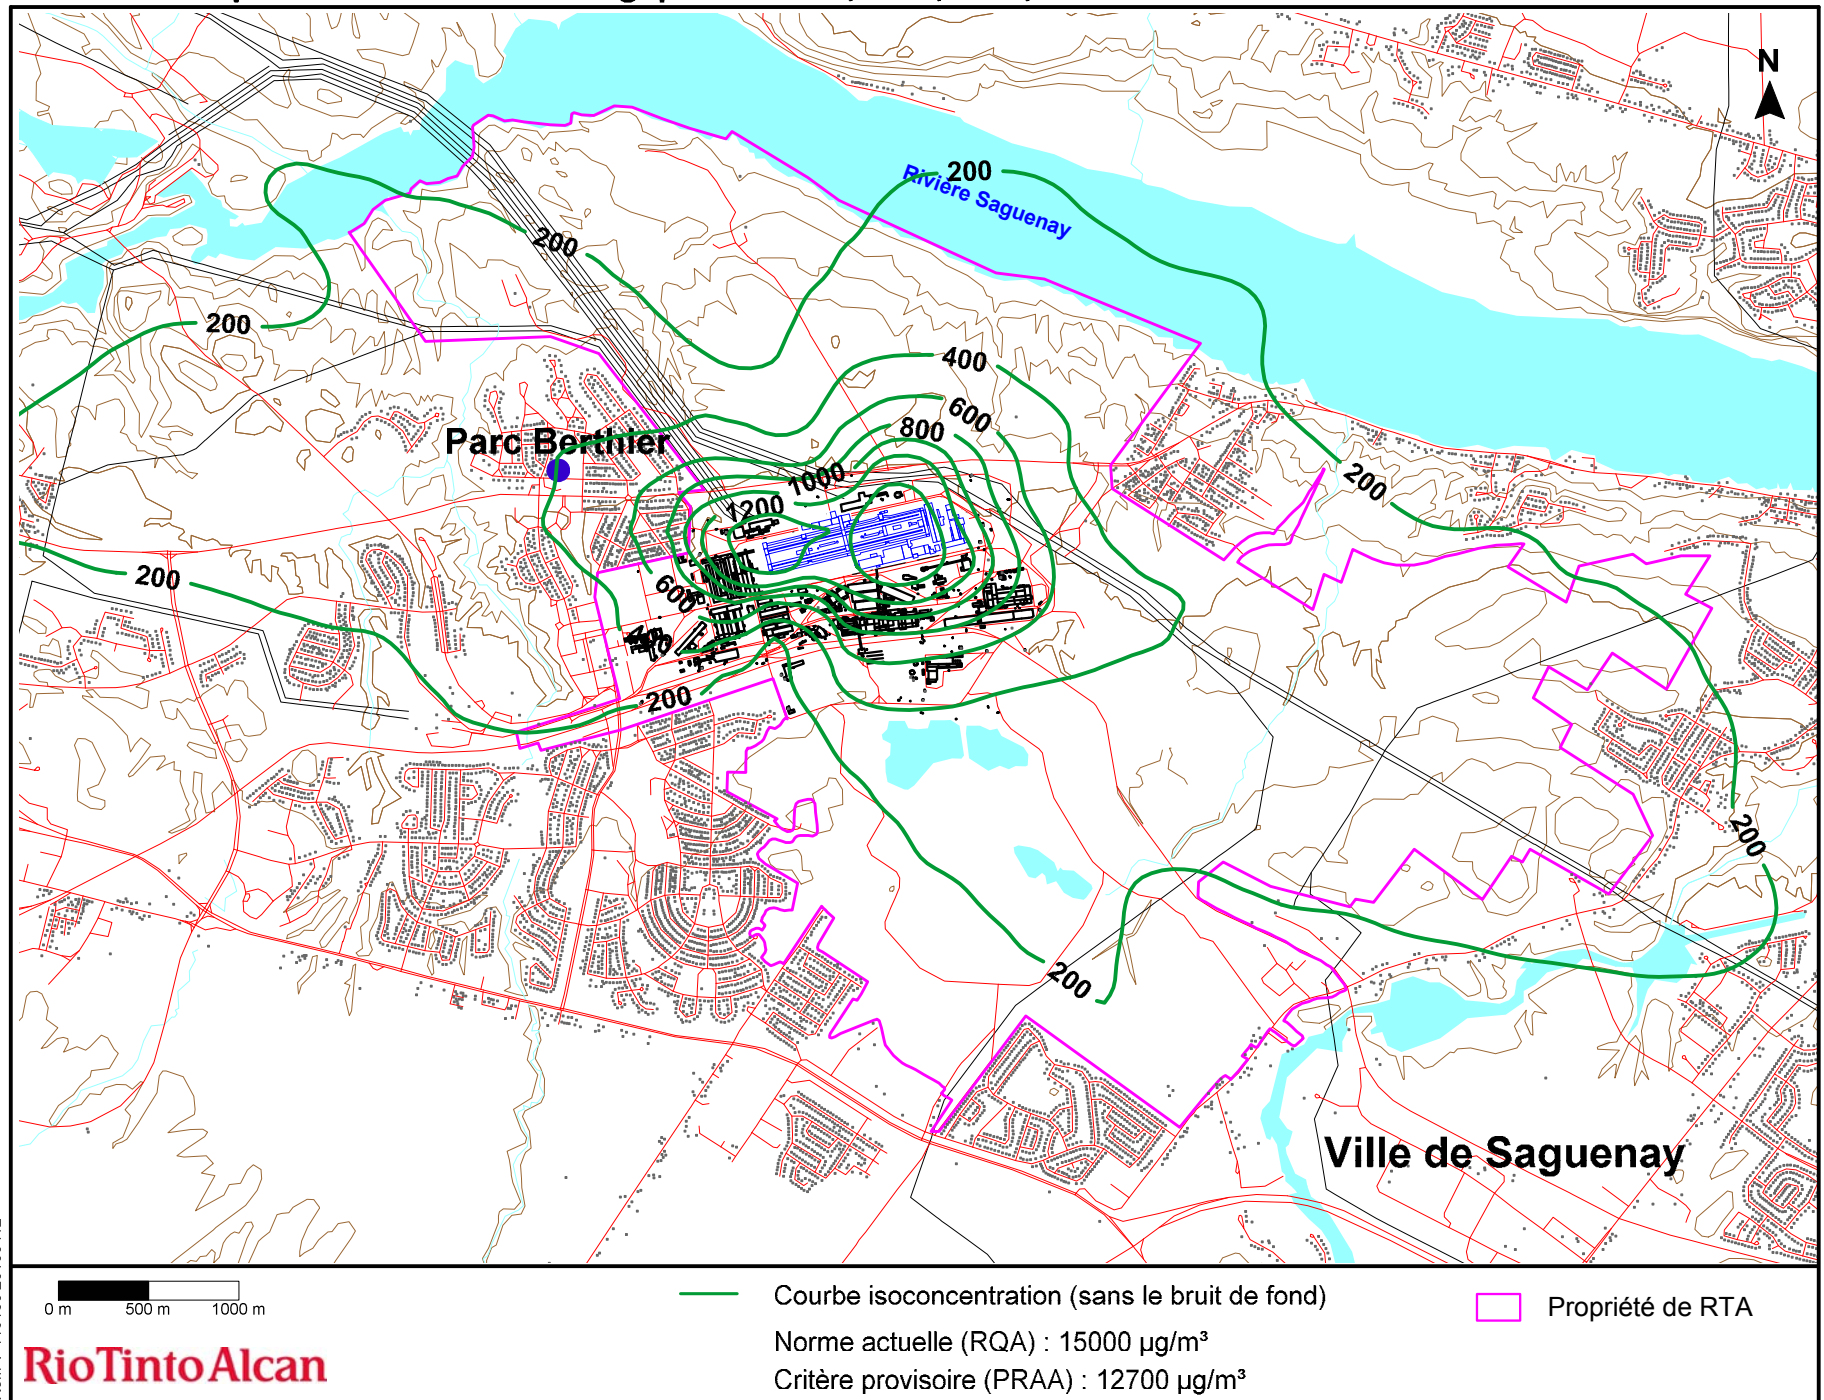 N
200
Rivière Saguenay
200
200
400
600
800
Parc Berthier
1000
200
1200
200
600
400
200
200
200
Ville de Saguenay
0 m 500 m 1000 m
Courbe isoconcentration (sans le bruit de fond)
Propriété de RTA
Norme actuelle (RQA) : 15000 µg/m³
RioTinto Alcan
Critère provisoire (PRAA) : 12700 µg/m³